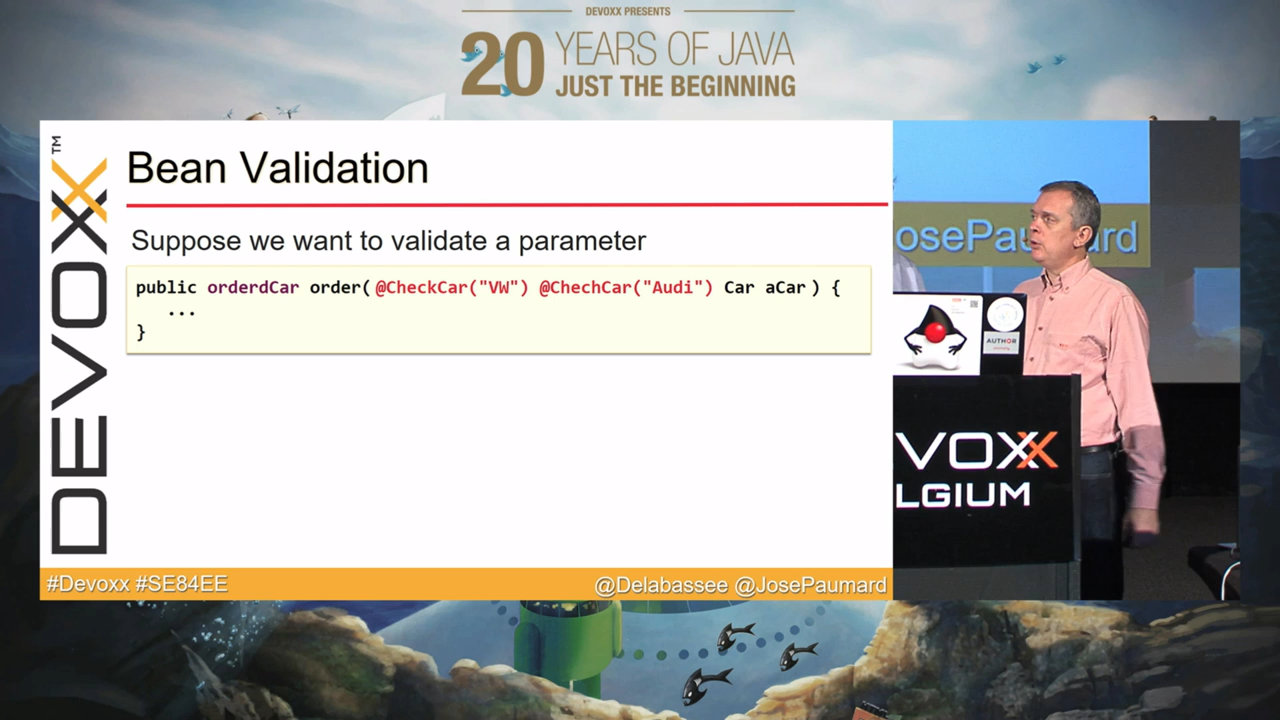 DEVOXX PRESENTS
20 YEARS OF JAVA
JUST THE BEGINNING
DEVOXX™
Bean Validation
Suppose we want to validate a parameter
public orderdCar order( @CheckCar("VW") @ChechCar("Audi") Car aCar ) {
...
}
#Devoxx #SE84EE
@Delabassee @JosePaumard
osePaumard
AUTHOR
VOXX
LGIUM